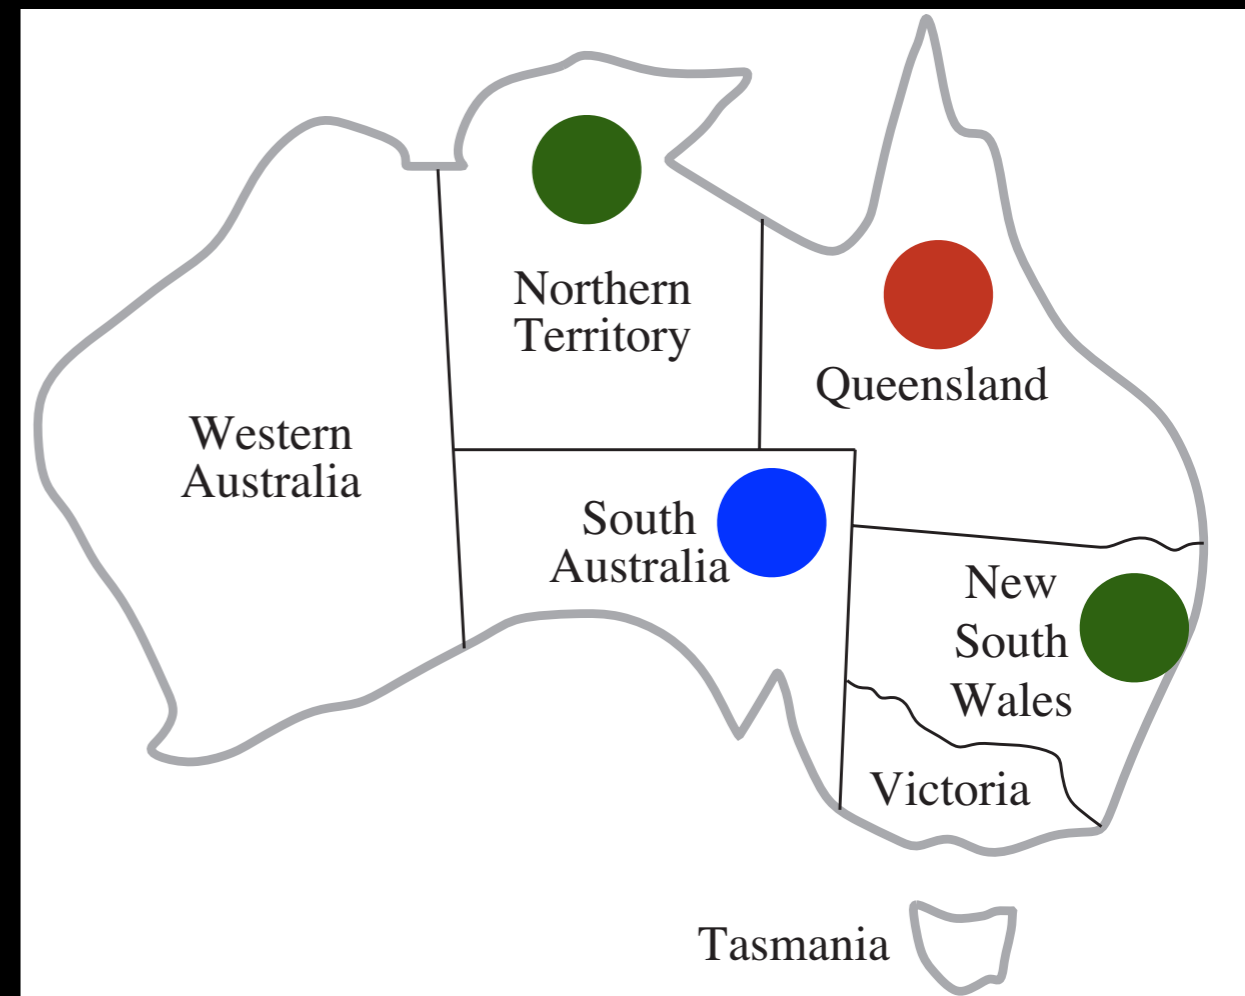 Northern
Territory
Queensland
Western
Australia
South
Australia
New
South
Wales
Victoria
Tasmania